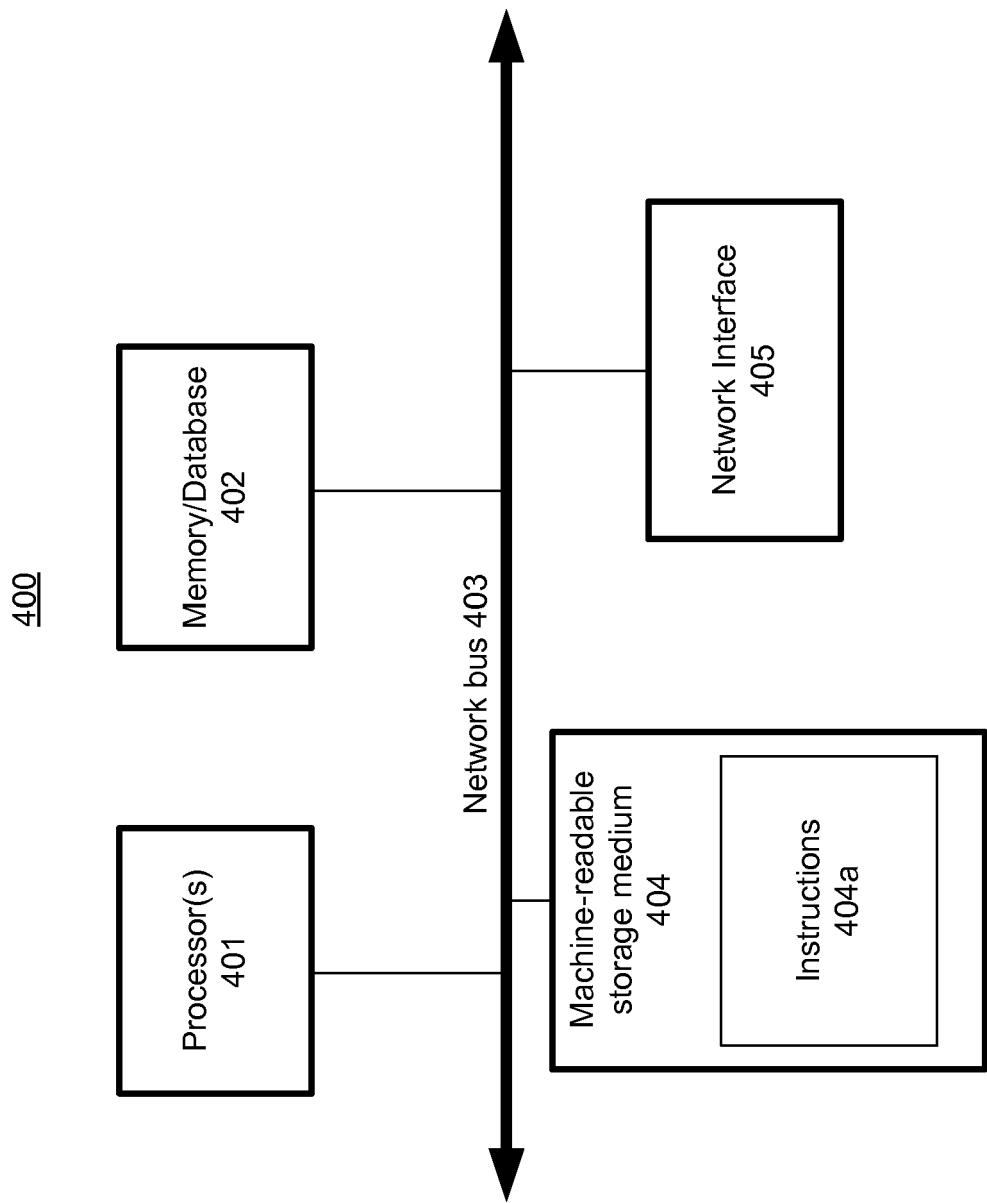 400
Processor(s)
401
Memory/Database
402
Network bus 403
Machine-readable
storage medium
404
Instructions
404a
Network Interface
405